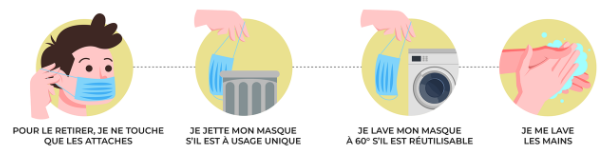 POUR LE RETIRER, JE NE TOUCHE
QUE LES ATTACHES
JE JETTE MON MASQUE
S'IL EST À USAGE UNIQUE
JE LAVE MON MASQUE
À 60° S'IL EST RÉUTILISABLE
JE ME LAVE
LES MAINS